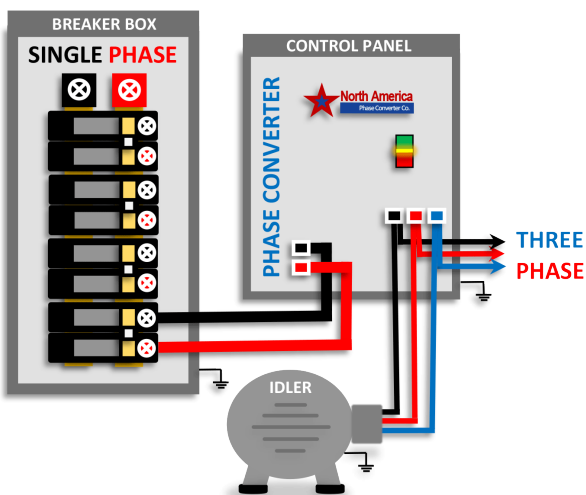 BREAKER BOX
SINGLE PHASE
CONTROL PANEL
PHASE CONVERTER
North America
Phase Converter Co.
THREE
PHASE
IDLER